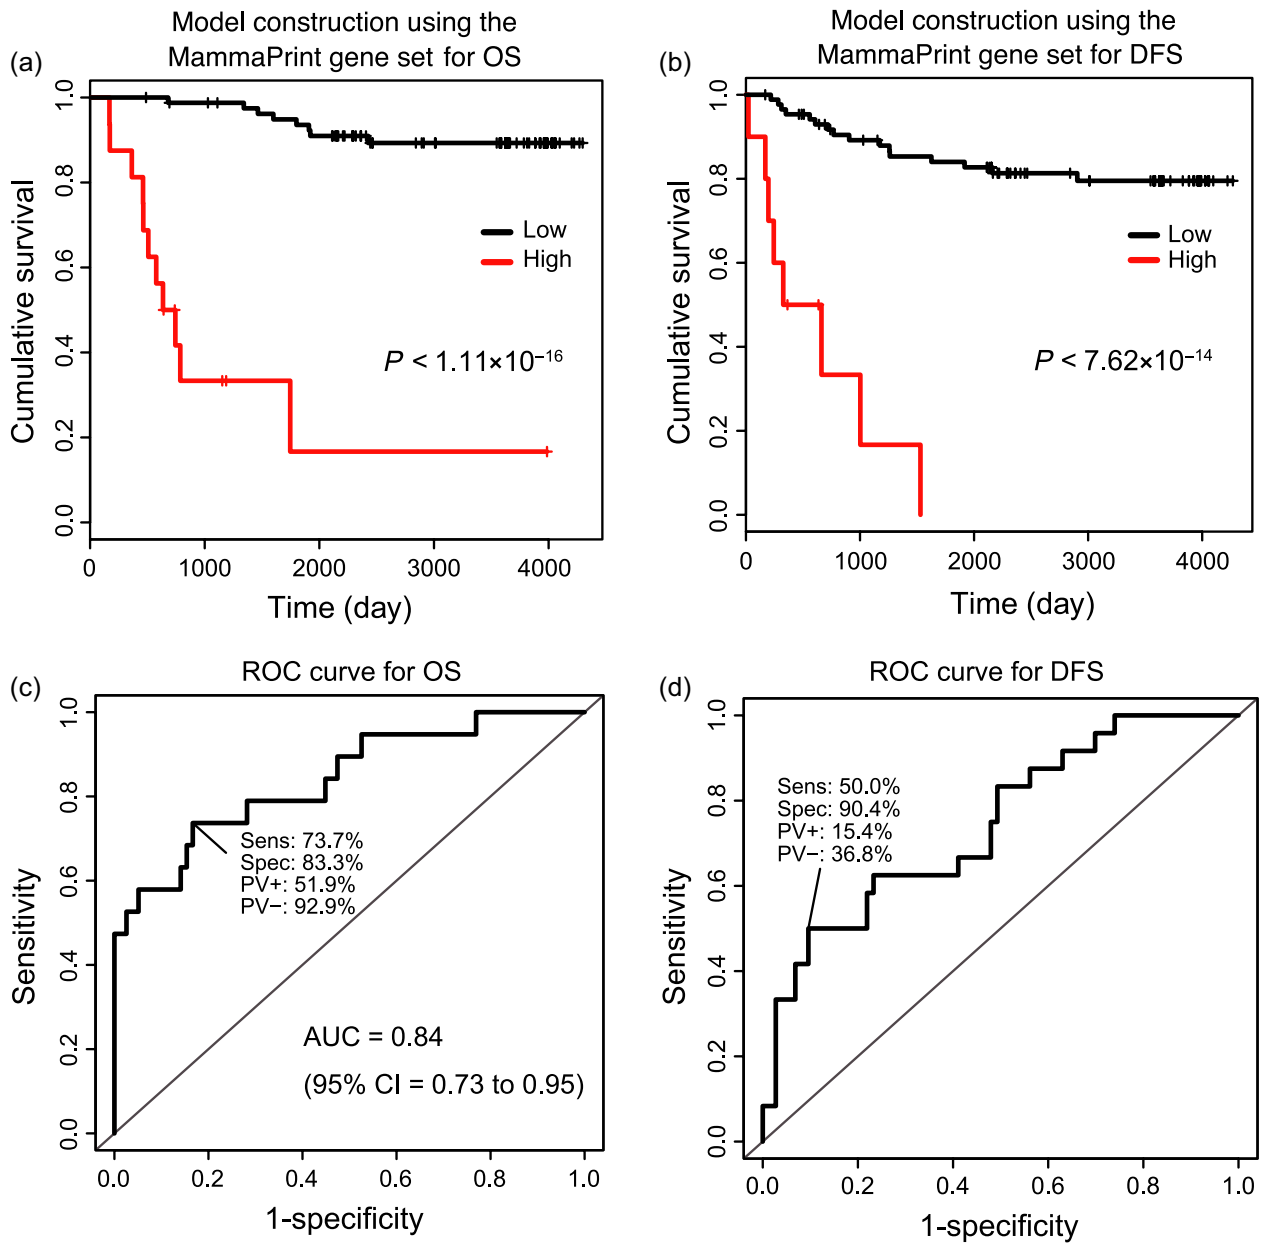 Model construction using the
MammaPrint gene set for OS
(a)
1.0
0.8
0.6
0.4
0.2
0.0
Cumulative survival
Low
High
P < 1.11×10⁻¹⁶
0 1000 2000 3000 4000
Time (day)
Model construction using the
MammaPrint gene set for DFS
(b)
1.0
0.8
0.6
0.4
0.2
0.0
Cumulative survival
Low
High
P < 7.62×10⁻¹⁴
0 1000 2000 3000 4000
Time (day)
ROC curve for OS
(c)
1.0
0.8
0.6
0.4
0.2
0.0
Sensitivity
Sens: 73.7%
Spec: 83.3%
PV+: 51.9%
PV−: 92.9%
AUC = 0.84
(95% CI = 0.73 to 0.95)
0.0 0.2 0.4 0.6 0.8 1.0
1-specificity
ROC curve for DFS
(d)
1.0
0.8
0.6
0.4
0.2
0.0
Sensitivity
Sens: 50.0%
Spec: 90.4%
PV+: 15.4%
PV−: 36.8%
0.0 0.2 0.4 0.6 0.8 1.0
1-specificity